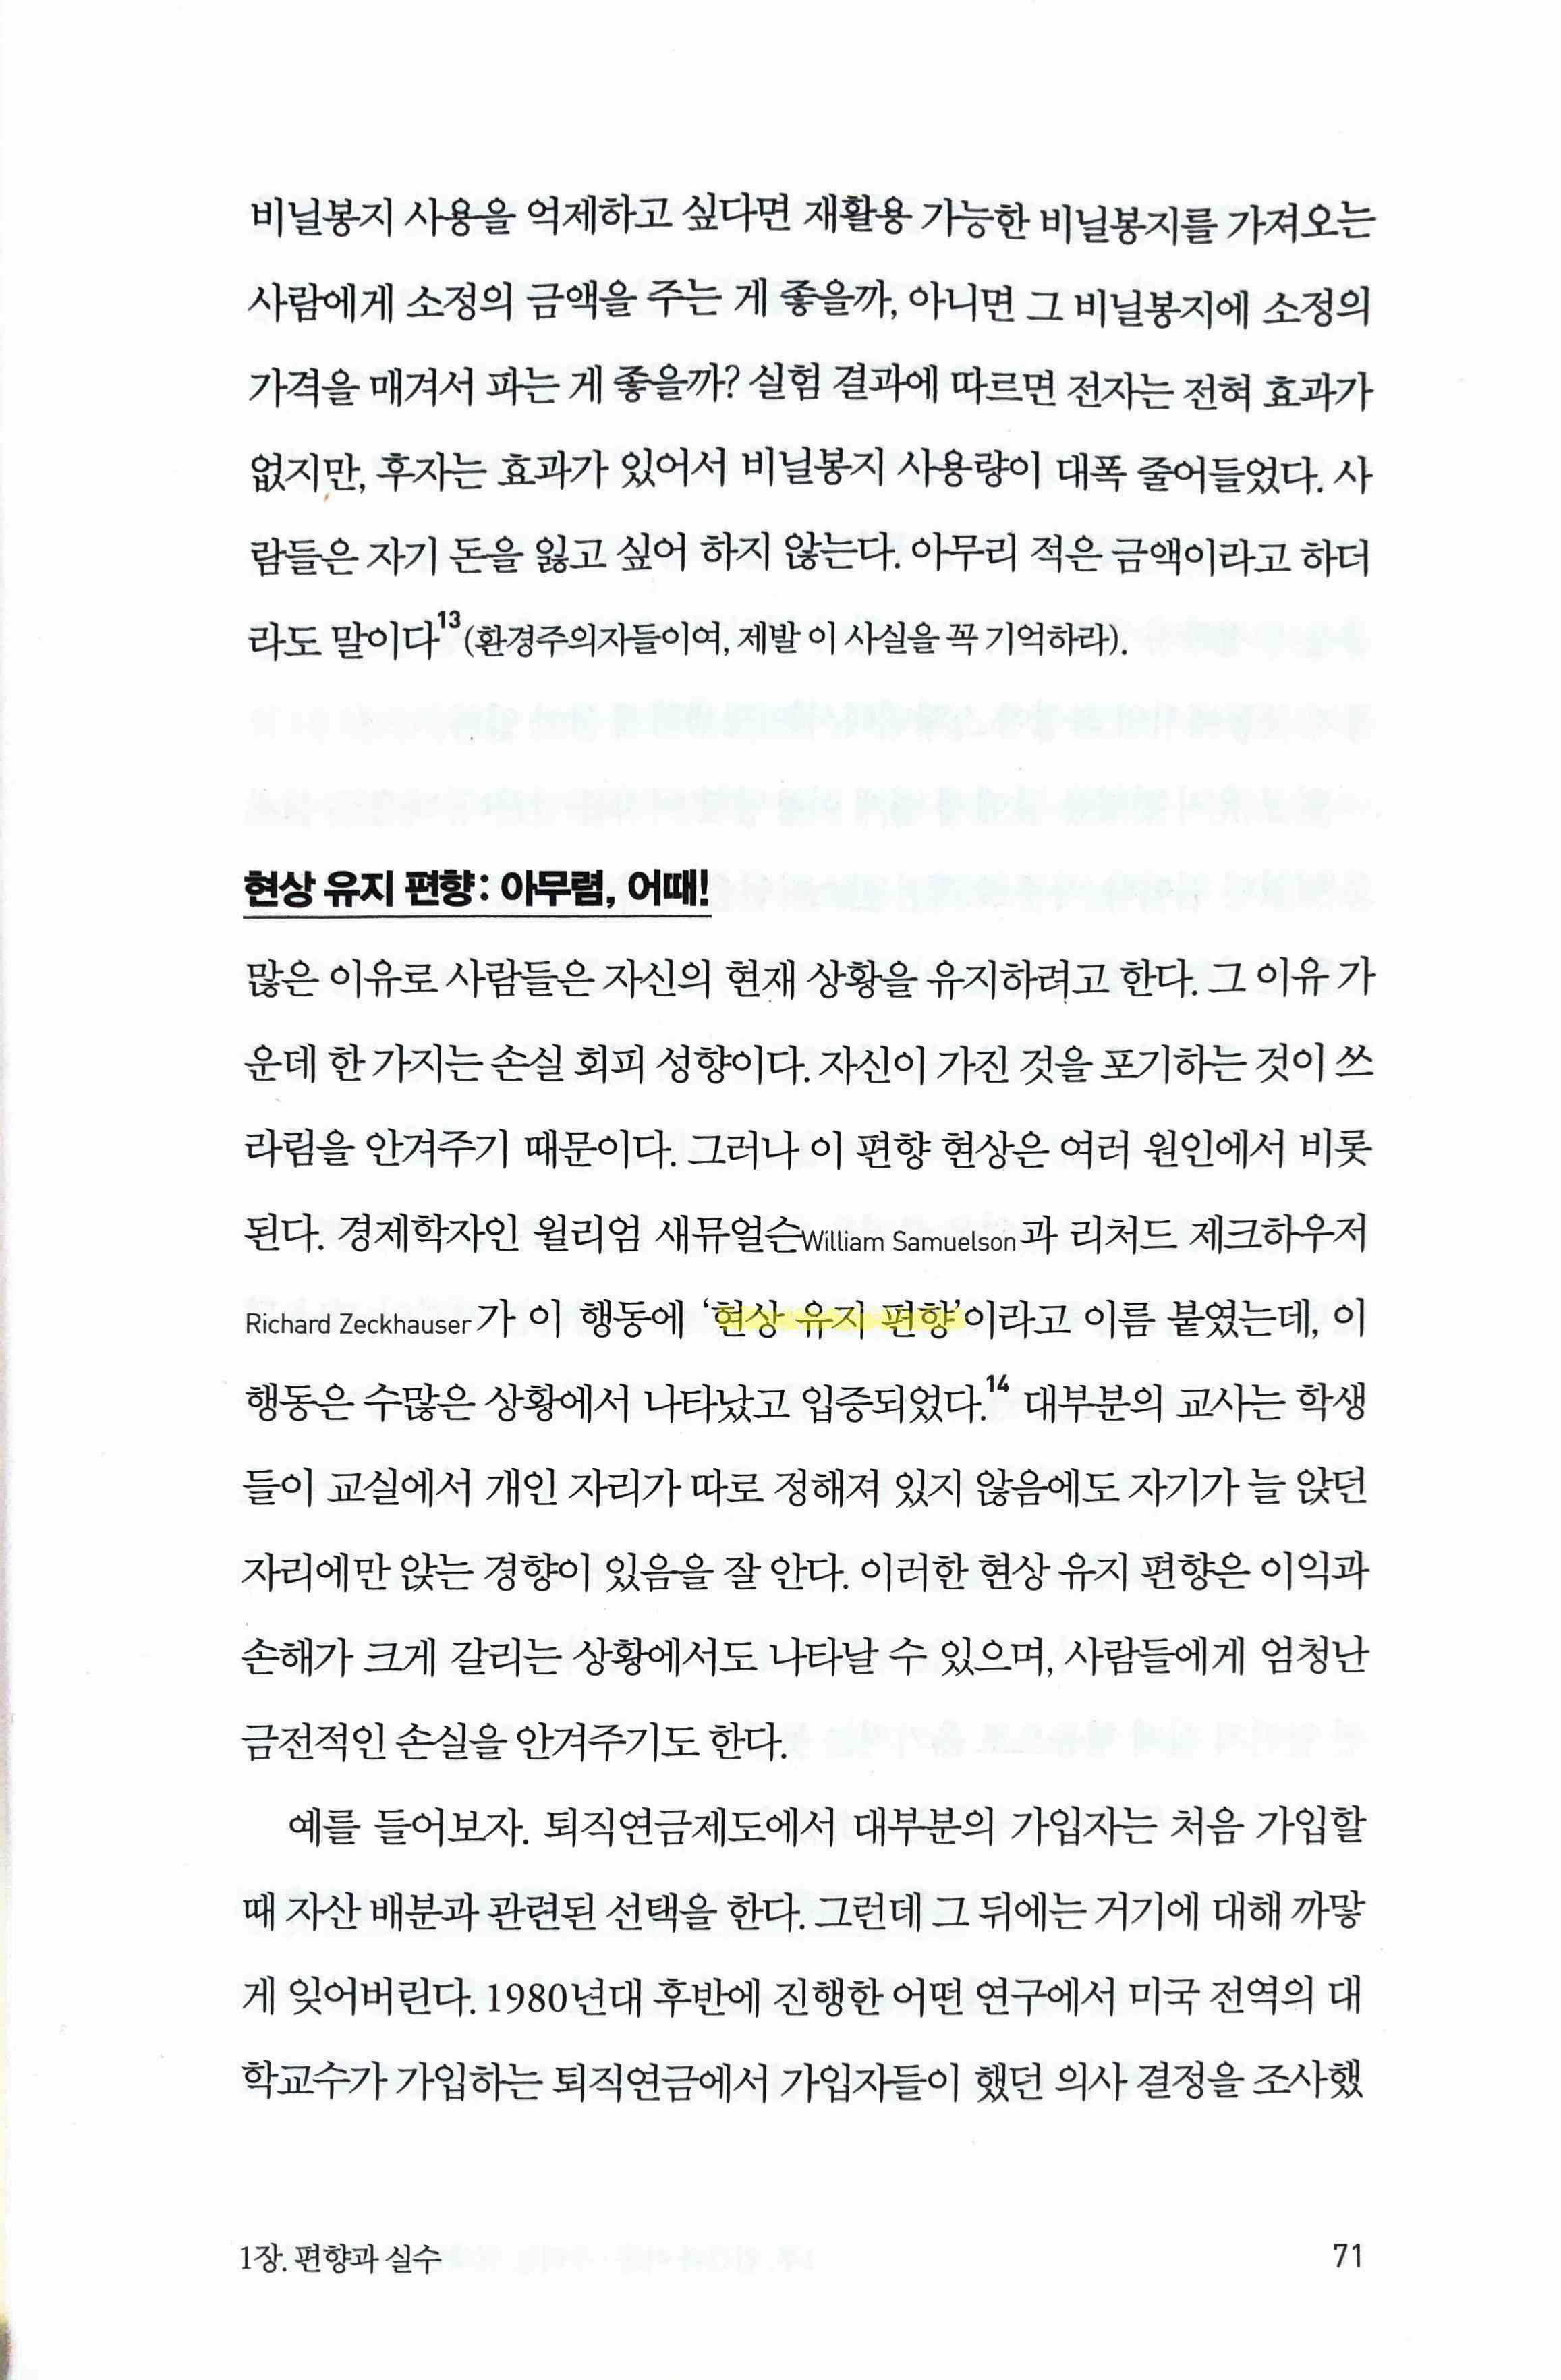 비닐봉지 사용을 억제하고 싶다면 재활용 가능한 비닐봉지를 가져오는
사람에게 소정의 금액을 주는 게 좋을까, 아니면 그 비닐봉지에 소정의
가격을 매겨서 파는 게 좋을까? 실험 결과에 따르면 전자는 전혀 효과가
없지만, 후자는 효과가 있어서 비닐봉지 사용량이 대폭 줄어들었다. 사
람들은 자기 돈을 잃고 싶어 하지 않는다. 아무리 적은 금액이라고 하더
라도 말이다13(환경주의자들이여, 제발 이 사실을 꼭 기억하라).
현상 유지 편향: 아무렴, 어때!
많은 이유로 사람들은 자신의 현재 상황을 유지하려고 한다. 그 이유 가
운데 한 가지는 손실 회피 성향이다. 자신이 가진 것을 포기하는 것이 쓰
라림을 안겨주기 때문이다. 그러나 이 편향 현상은 여러 원인에서 비롯
된다. 경제학자인 윌리엄 새뮤얼슨William Samuelson과 리처드 제크하우저
Richard Zeckhauser가 이 행동에 ‘현상 유지 편향’이라고 이름 붙였는데, 이
행동은 수많은 상황에서 나타났고 입증되었다.14 대부분의 교사는 학생
들이 교실에서 개인 자리가 따로 정해져 있지 않음에도 자기가 늘 앉던
자리에만 앉는 경향이 있음을 잘 안다. 이러한 현상 유지 편향은 이익과
손해가 크게 갈리는 상황에서도 나타날 수 있으며, 사람들에게 엄청난
금전적인 손실을 안겨주기도 한다.
예를 들어보자. 퇴직연금제도에서 대부분의 가입자는 처음 가입할
때 자산 배분과 관련된 선택을 한다. 그런데 그 뒤에는 거기에 대해 까맣
게 잊어버린다. 1980년대 후반에 진행한 어떤 연구에서 미국 전역의 대
학교수가 가입하는 퇴직연금에서 가입자들이 했던 의사 결정을 조사했
1장. 편향과 실수
71